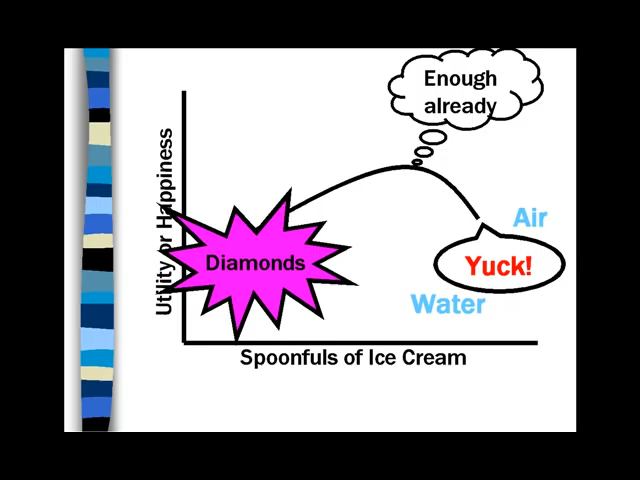 Enough
already
Utility or Happiness
Air
Diamonds
Yuck!
Water
Spoonfuls of Ice Cream